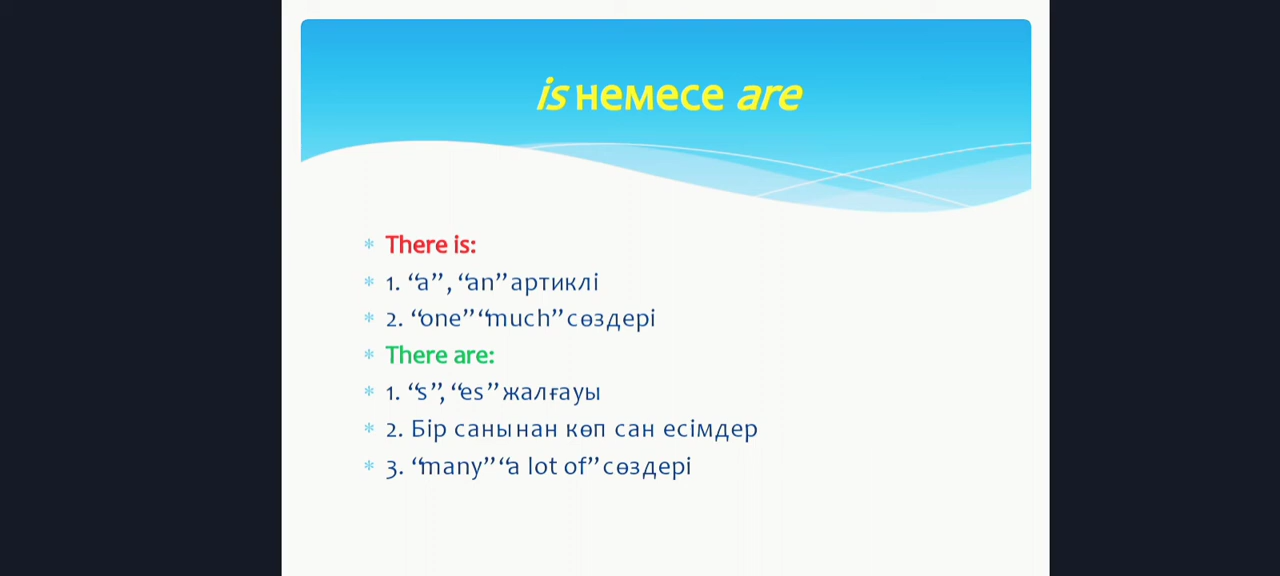 is немесе are
* There is:
* 1. “a” , “an” артиклі
* 2. “one” “much” сөздері
* There are:
* 1. “s”, “es” жалғауы
* 2. Бір санынан көп сан есімдер
* 3. “many” “a lot of” сөздері